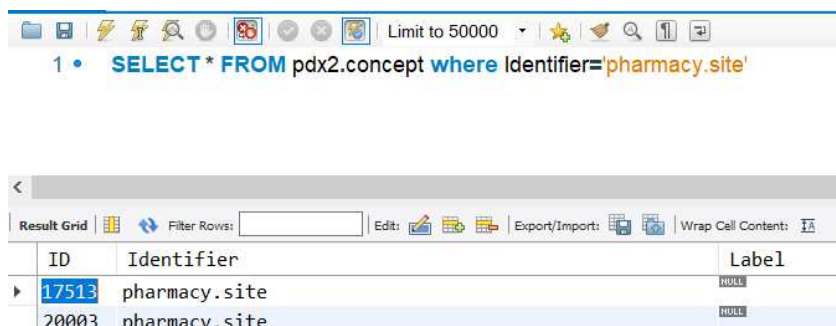 Limit to 50000
1 SELECT * FROM pdx2.concept where Identifier='pharmacy.site'
Result Grid Filter Rows: Edit: Export/Import: Wrap Cell Content:
ID Identifier Label
17513 pharmacy.site NULL
20003 pharmacy.site NULL